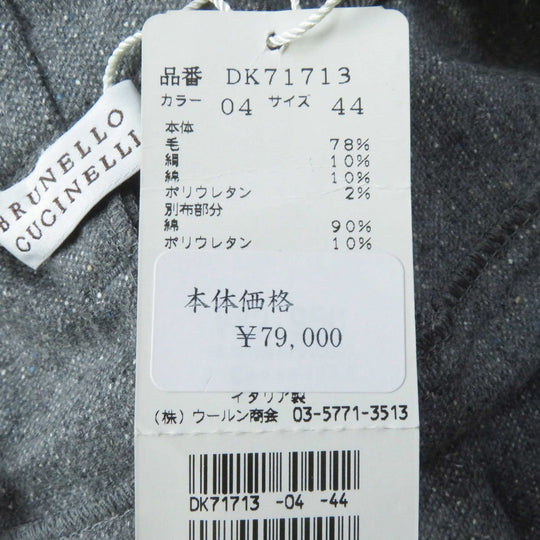 BRUNELLO
CUCINELLI
品番 DK71713
カラー 04 サイズ 44
本体
毛 78%
絹 10%
綿 10%
ポリウレタン 2%
別布部分
綿 90%
ポリウレタン 10%
本体価格
￥79,000
イタリア製
(株) ウールン商会 03-5771-3513
DK71713 -04 -44